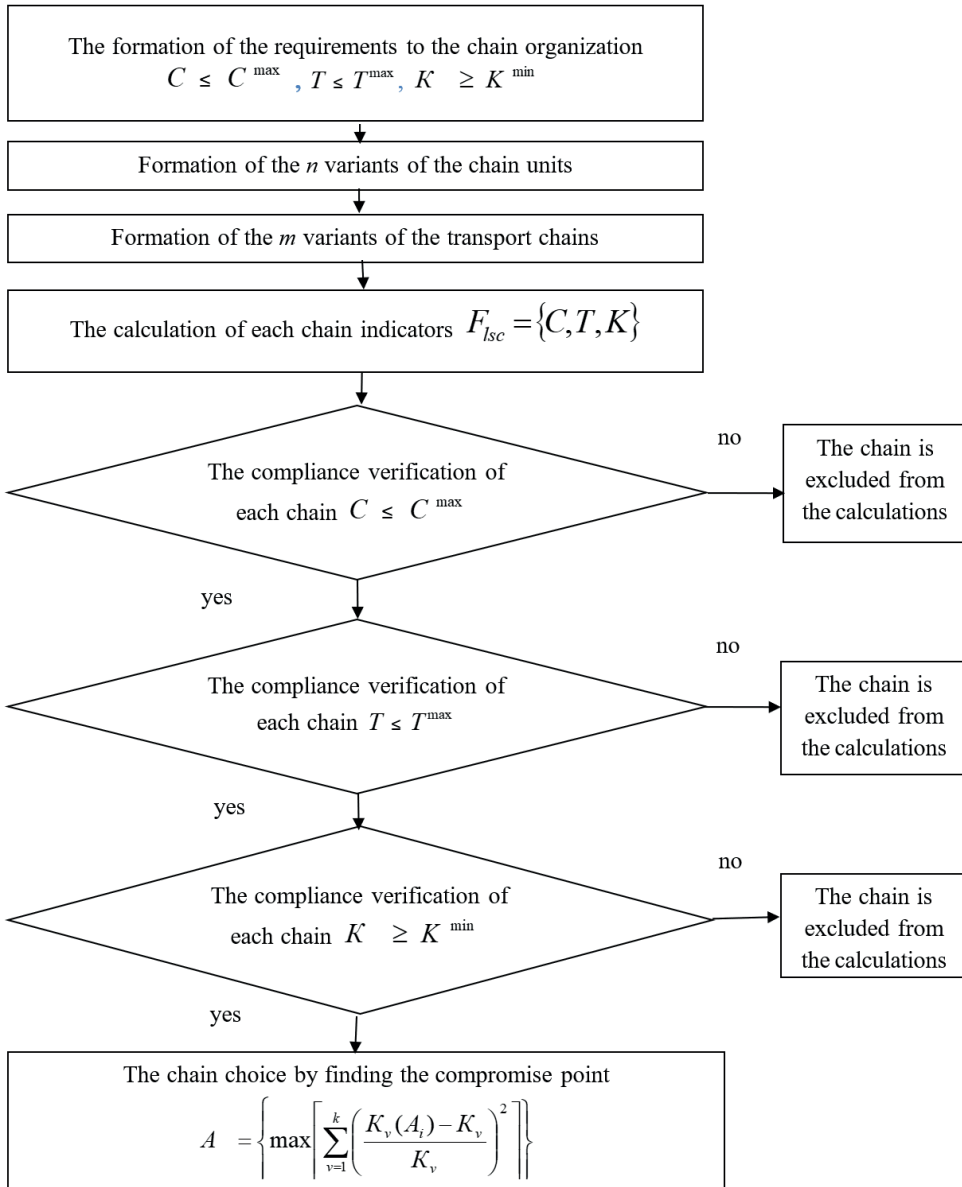 The formation of the requirements to the chain organization
C ≤ C^max , T ≤ T^max, K ≥ K^min
Formation of the n variants of the chain units
Formation of the m variants of the transport chains
The calculation of each chain indicators F_lsc = {C,T,K}
The compliance verification of
each chain C ≤ C^max
no
The chain is
excluded from
the calculations
yes
The compliance verification of
each chain T ≤ T^max
no
The chain is
excluded from
the calculations
yes
The compliance verification of
each chain K ≥ K^min
no
The chain is
excluded from
the calculations
yes
The chain choice by finding the compromise point
A = {max[∑_{v=1}^{k} ((K_v(A_i) − K_v) / K_v)^2]}